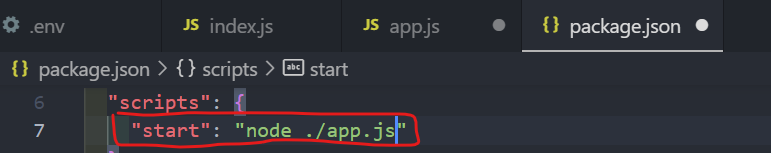 .env JS index.js JS app.js {} package.json
{} package.json > {} scripts > abc start
6 "scripts": {
7 "start": "node ./app.js"